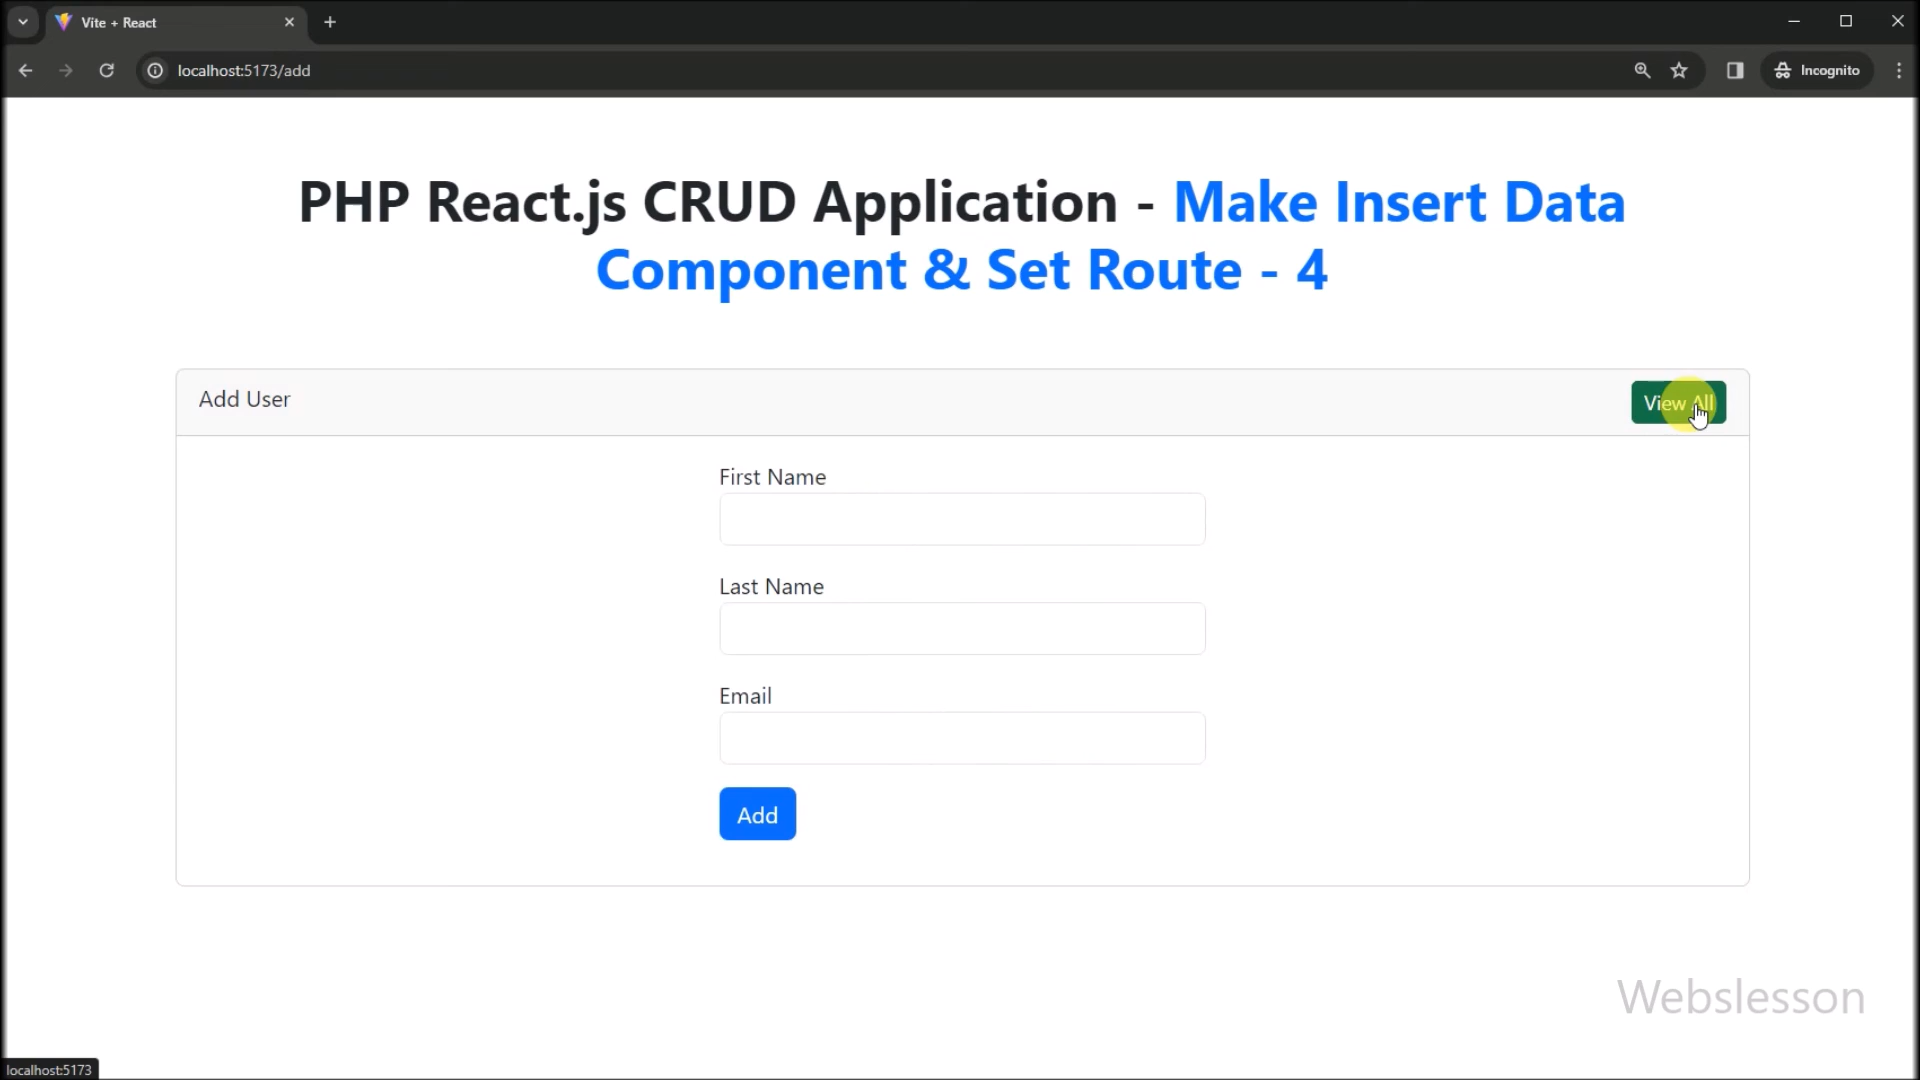 Vite + React
localhost:5173/add
Incognito
PHP React.js CRUD Application - Make Insert Data
Component & Set Route - 4
Add User
View All
First Name
Last Name
Email
Add
Webslesson
localhost:5173